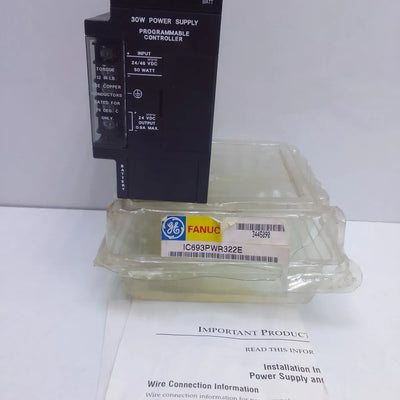 BATT
30W POWER SUPPLY
PROGRAMMABLE
CONTROLLER
INPUT
24/48 VDC
50 WATT
TORQUE
12 IN-LB
USE COPPER
CONDUCTORS
RATED FOR
75 DEG. C
ONLY
24 VDC
OUTPUT
0.8A MAX.
BATTERY
GE
FANUC
IC693PWR322E
IMPORTANT PRODUCT
READ THIS INFOR
Installation In
Power Supply and
Wire Connection Information